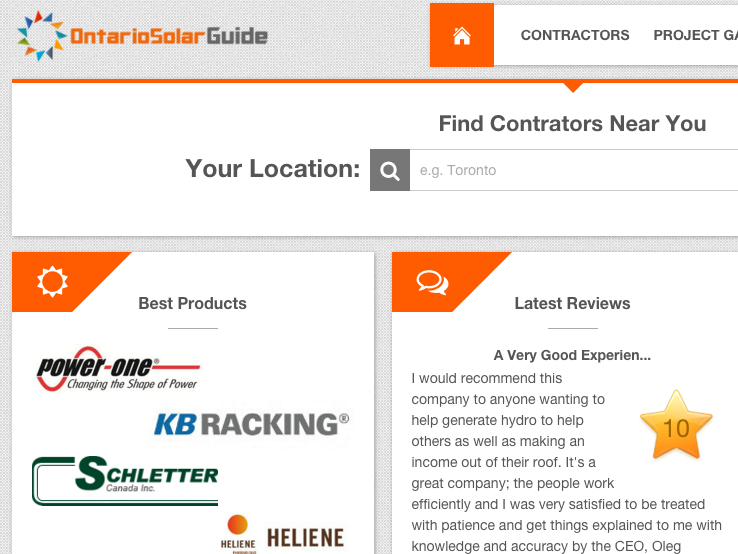 OntarioSolarGuide
CONTRACTORS PROJECT GA
Find Contrators Near You
Your Location:
e.g. Toronto
Best Products
Latest Reviews
power-one®
Changing the Shape of Power
KB RACKING®
SCHLETTER
Canada Inc.
HELIENE HELIENE
A Very Good Experien...
I would recommend this
company to anyone wanting to
help generate hydro to help
others as well as making an
income out of their roof. It's a
great company; the people work
efficiently and I was very satisfied to be treated
with patience and get things explained to me with
knowledge and accuracy by the CEO, Oleg
10